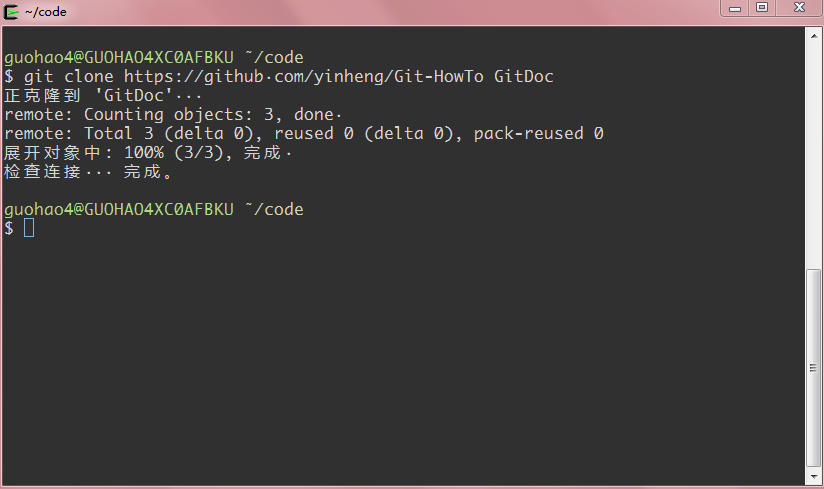 ~/code
guohao4@GUOHAO4XC0AFBKU ~/code
$ git clone https://github.com/yinheng/Git-HowTo GitDoc
正克隆到 'GitDoc'...
remote: Counting objects: 3, done.
remote: Total 3 (delta 0), reused 0 (delta 0), pack-reused 0
展开对象中: 100% (3/3), 完成.
检查连接... 完成。
guohao4@GUOHAO4XC0AFBKU ~/code
$